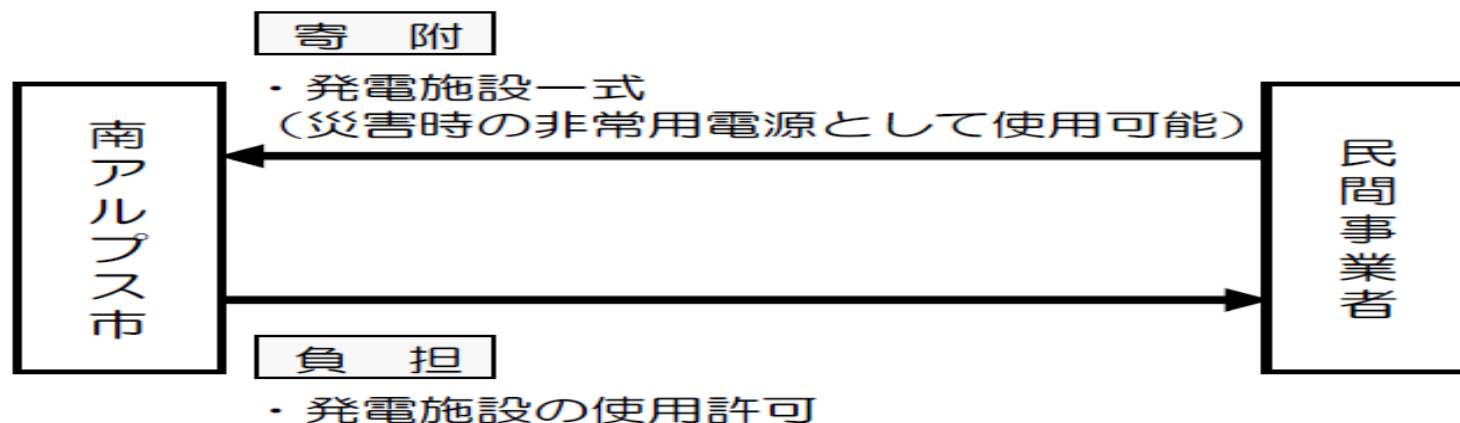 寄 附
・発電施設一式
（災害時の非常用電源として使用可能）
南アルプス市
民間事業者
負 担
・発電施設の使用許可